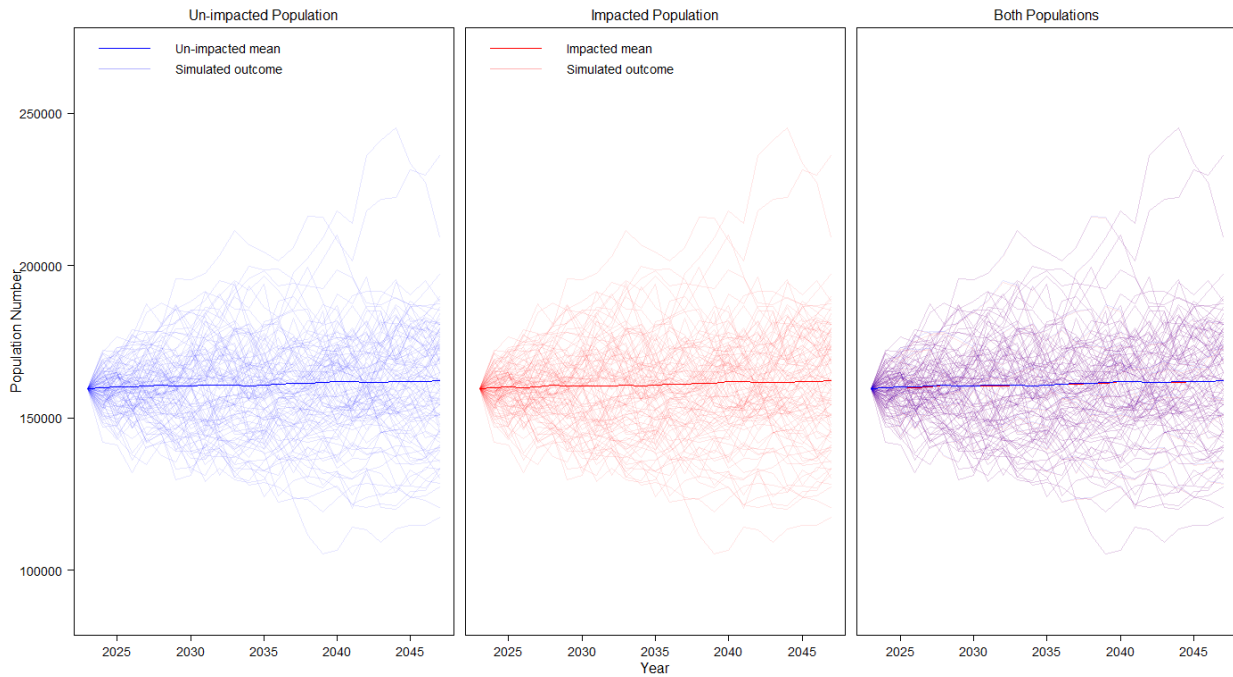 Un-impacted Population
Impacted Population
Both Populations
Un-impacted mean
Simulated outcome
Impacted mean
Simulated outcome
Population Number
250000
200000
150000
100000
2025 2030 2035 2040 2045
2025 2030 2035 2040 2045
2025 2030 2035 2040 2045
Year